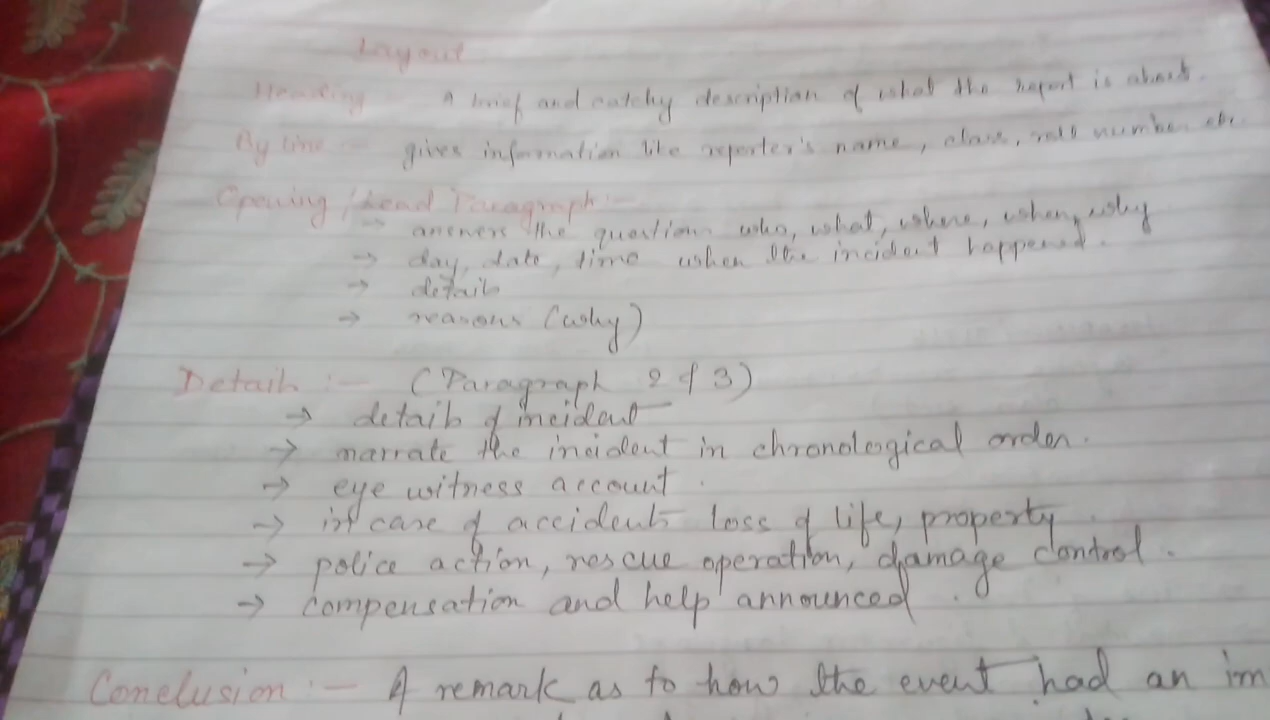 Layout
Heading - A brief and catchy description of what the report is about.
By line :- gives information like reporter's name, class, roll number etc.
Opening / Lead Paragraph :-
→ answers the question who, what, where, when, why
→ day, date, time when the incident happened.
→ details
→ reasons (why)
Details :- (Paragraph 2 & 3)
→ details of incident
→ narrate the incident in chronological order.
→ eye witness account.
→ in case of accidents loss of life, property
→ police action, rescue operation, damage control.
→ compensation and help announced.
Conclusion :- A remark as to how the event had an im